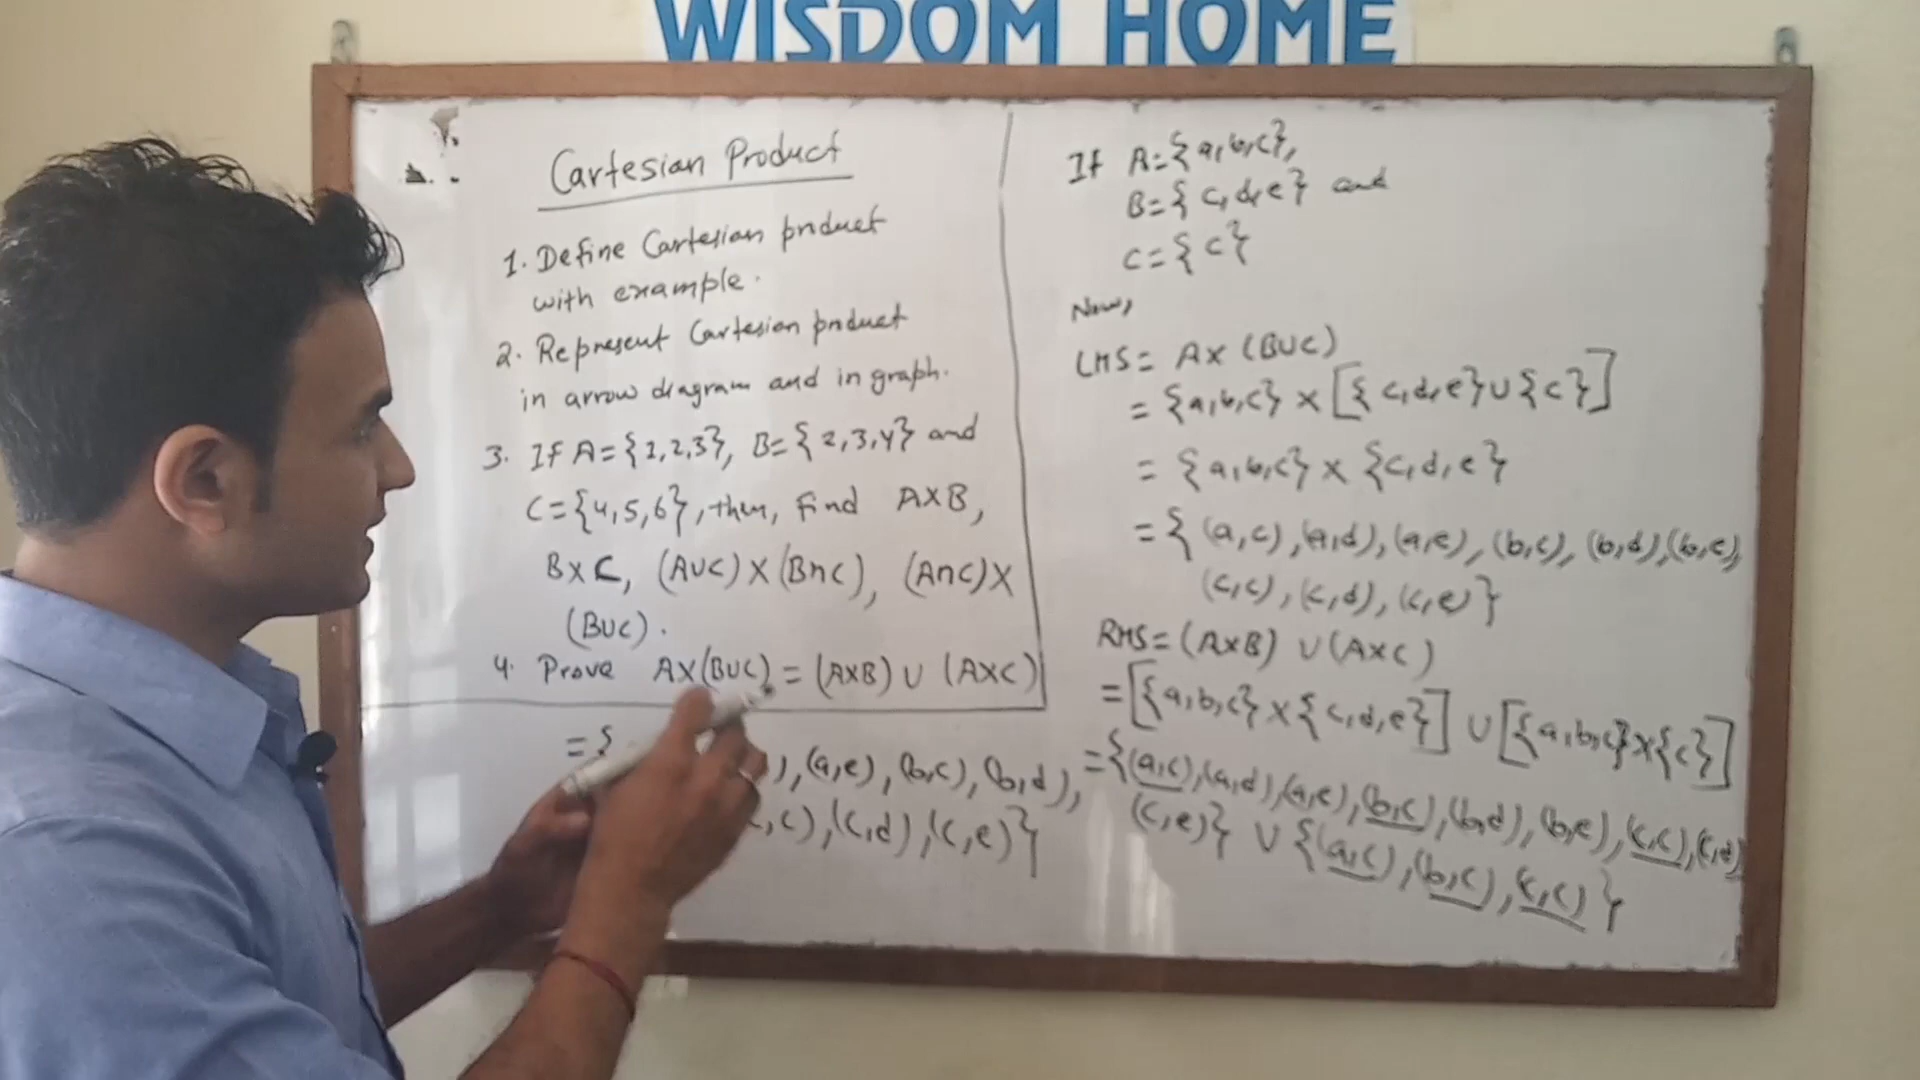 WISDOM HOME
Cartesian Product
1. Define Cartesian product
with example.
2. Represent Cartesian product
in arrow diagram and in graph.
3. If A={1,2,3}, B={2,3,4} and
C={4,5,6}, then, find A×B,
B×C, (A∪C)×(B∩C), (A∩C)×
(B∪C).
4. Prove A×(B∪C)=(A×B)∪(A×C)
If A={a,b,c},
B={c,d,e} and
C={c}
Now,
LHS= A×(B∪C)
={a,b,c}×[{c,d,e}∪{c}]
={a,b,c}×{c,d,e}
={(a,c),(a,d),(a,e),(b,c),(b,d),(b,e),
(c,c),(c,d),(c,e)}
RHS=(A×B)∪(A×C)
=[{a,b,c}×{c,d,e}]∪[{a,b,c}×{c}]
={(a,c),(a,d),(a,e),(b,c),(b,d),(b,e),(c,c),(c,d)
(c,e)}∪{(a,c),(b,c),(c,c)}
={ ),(a,e),(b,c),(b,d),
,c),(c,d),(c,e)}